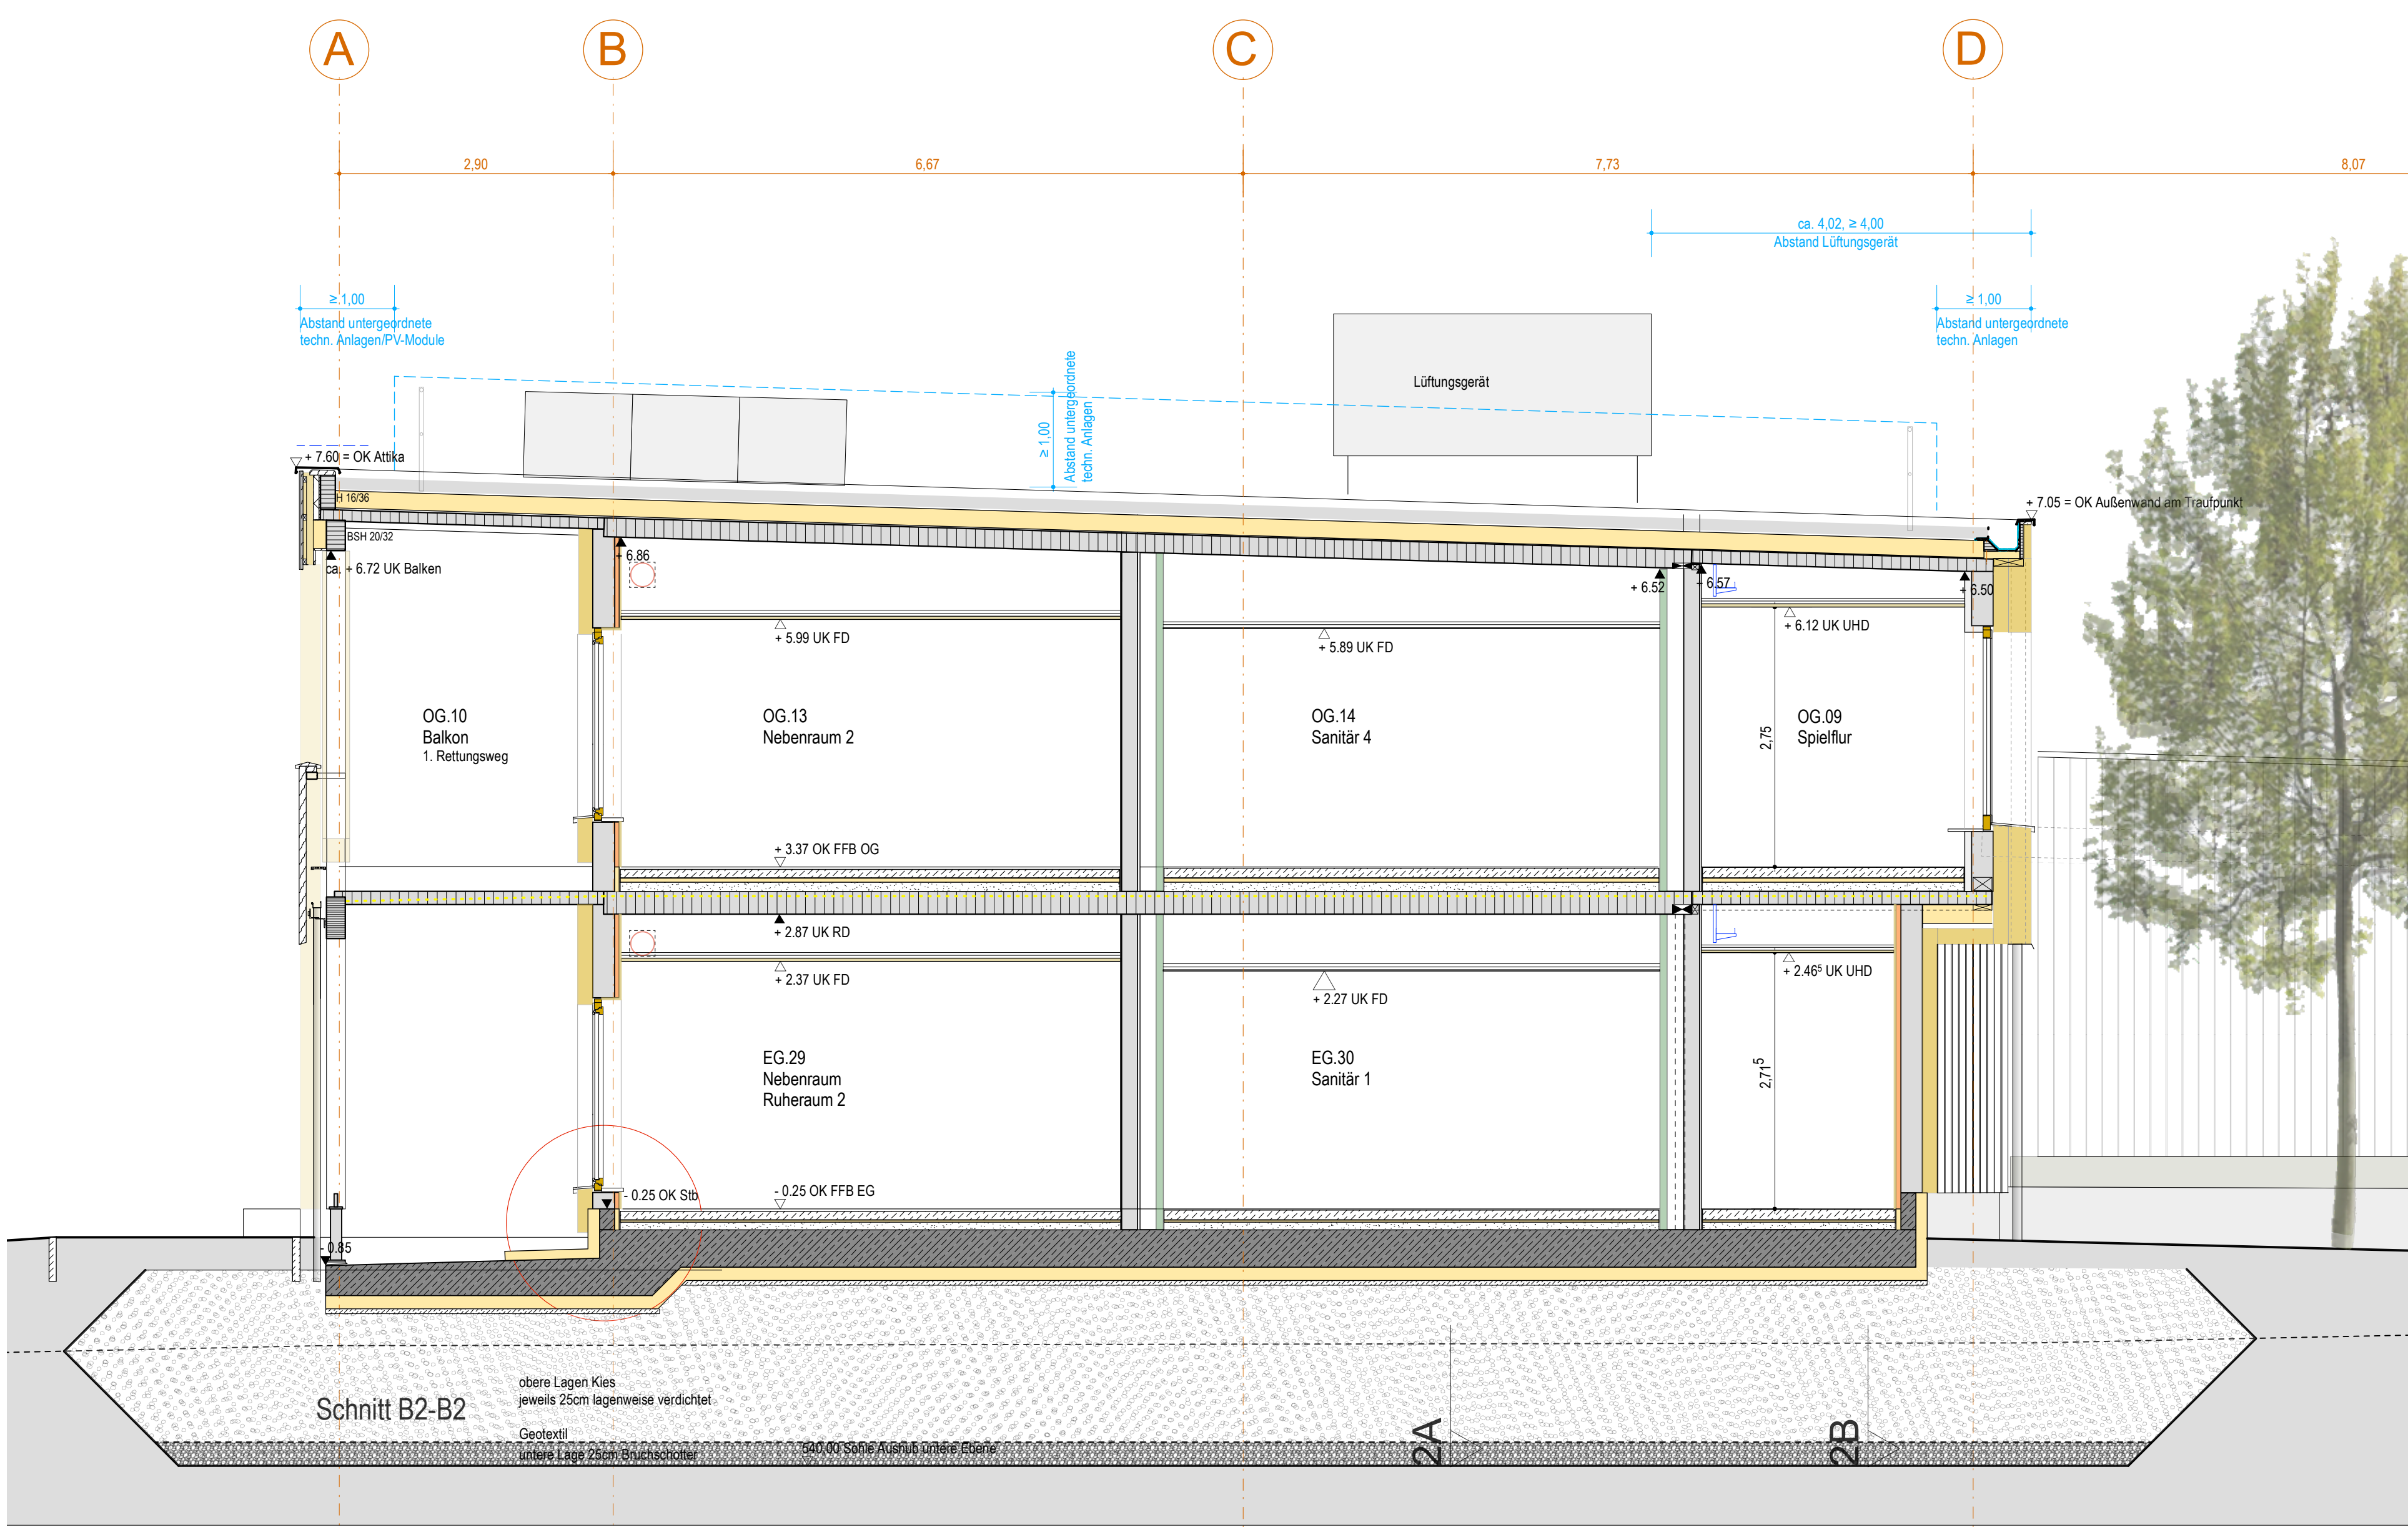 A
B
C
D
2,90
6,67
7,73
8,07
ca. 4,02, ≥ 4,00
Abstand Lüftungsgerät
≥ 1,00
Abstand untergeordnete
techn. Anlagen/PV-Module
≥ 1,00
Abstand untergeordnete
techn. Anlagen
≥ 1,00
Abstand untergeordnete
techn. Anlagen
Lüftungsgerät
+ 7.60 = OK Attika
H 16/36
BSH 20/32
ca. + 6.72 UK Balken
+ 7.05 = OK Außenwand am Traufpunkt
+ 6.86
+ 6.52
+ 6.57
+ 6.50
+ 5.99 UK FD
+ 5.89 UK FD
+ 6.12 UK UHD
OG.10
Balkon
1. Rettungsweg
OG.13
Nebenraum 2
OG.14
Sanitär 4
2,75
OG.09
Spielflur
+ 3.37 OK FFB OG
+ 2.87 UK RD
+ 2.37 UK FD
+ 2.27 UK FD
+ 2.46⁵ UK UHD
EG.29
Nebenraum
Ruheraum 2
EG.30
Sanitär 1
2,71⁵
- 0.25 OK Stb
- 0.25 OK FFB EG
- 0.85
Schnitt B2-B2
obere Lagen Kies
jeweils 25cm lagenweise verdichtet
Geotextil
untere Lage 25cm Bruchschotter
540,00 Sohle Aushub untere Ebene
2A
2B